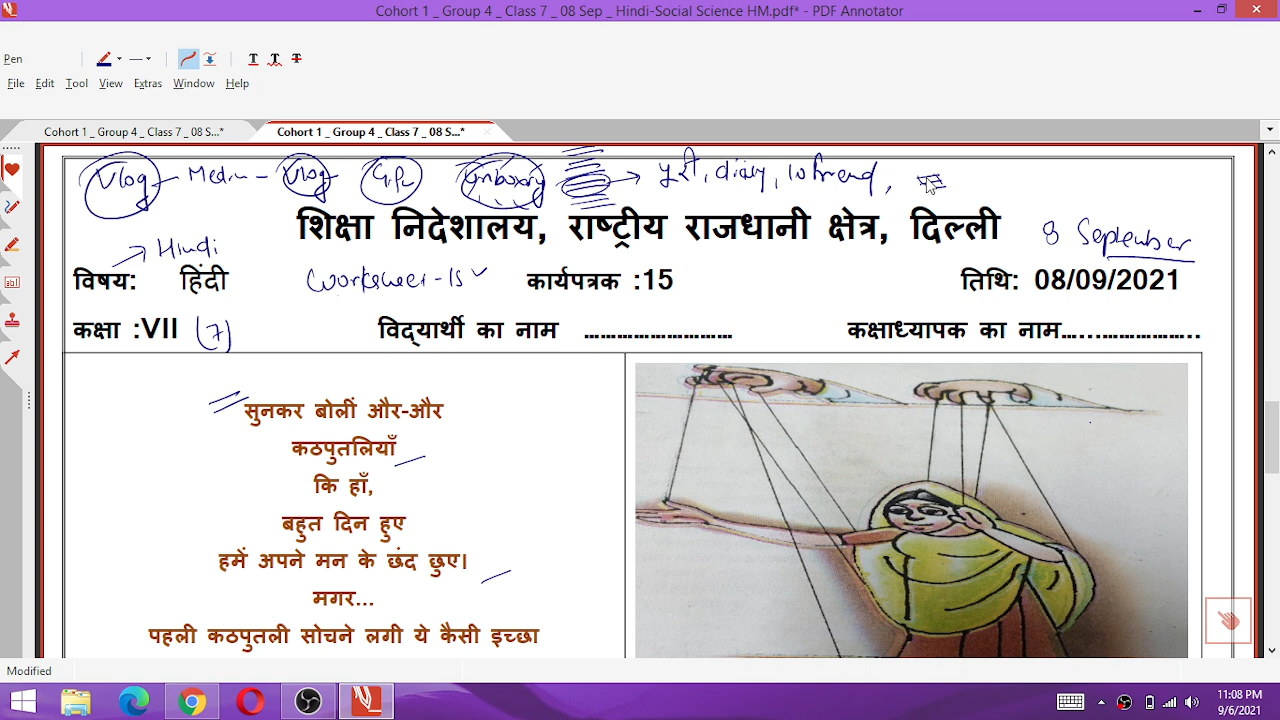 Cohort 1 _ Group 4 _ Class 7 _ 08 Sep _ Hindi-Social Science HM.pdf* - PDF Annotator
Pen
File Edit Tool View Extras Window Help
Cohort 1 _ Group 4 _ Class 7 _ 08 S...* Cohort 1 _ Group 4 _ Class 7 _ 08 S...*
Vlog Vlog diary, to friend,
शिक्षा निदेशालय, राष्ट्रीय राजधानी क्षेत्र, दिल्ली
Hindi 8 September
विषय: हिंदी Worksheet-15 कार्यपत्रक :15 तिथि: 08/09/2021
कक्षा :VII (7) विद्यार्थी का नाम ........................... कक्षाध्यापक का नाम......................
सुनकर बोलीं और-और
कठपुतलियाँ
कि हाँ,
बहुत दिन हुए
हमें अपने मन के छंद छुए।
मगर...
पहली कठपुतली सोचने लगी ये कैसी इच्छा
Modified
11:08 PM
9/6/2021